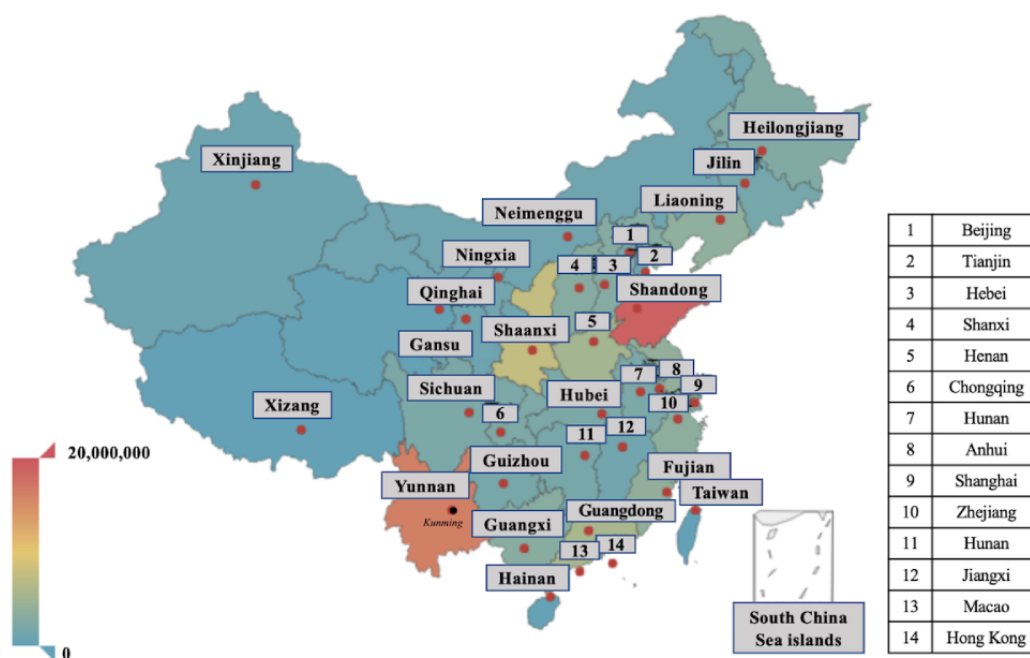 Heilongjiang
Xinjiang
Jilin
Liaoning
Neimenggu
1
Ningxia
2
4
3
Qinghai
Shandong
Shaanxi
5
Gansu
8
7
9
Sichuan
Hubei
10
Xizang
6
12
11
Guizhou
Fujian
Yunnan
Taiwan
Kunming
Guangdong
Guangxi
13
14
Hainan
South China
Sea islands
20,000,000
0
1 Beijing
2 Tianjin
3 Hebei
4 Shanxi
5 Henan
6 Chongqing
7 Hunan
8 Anhui
9 Shanghai
10 Zhejiang
11 Hunan
12 Jiangxi
13 Macao
14 Hong Kong